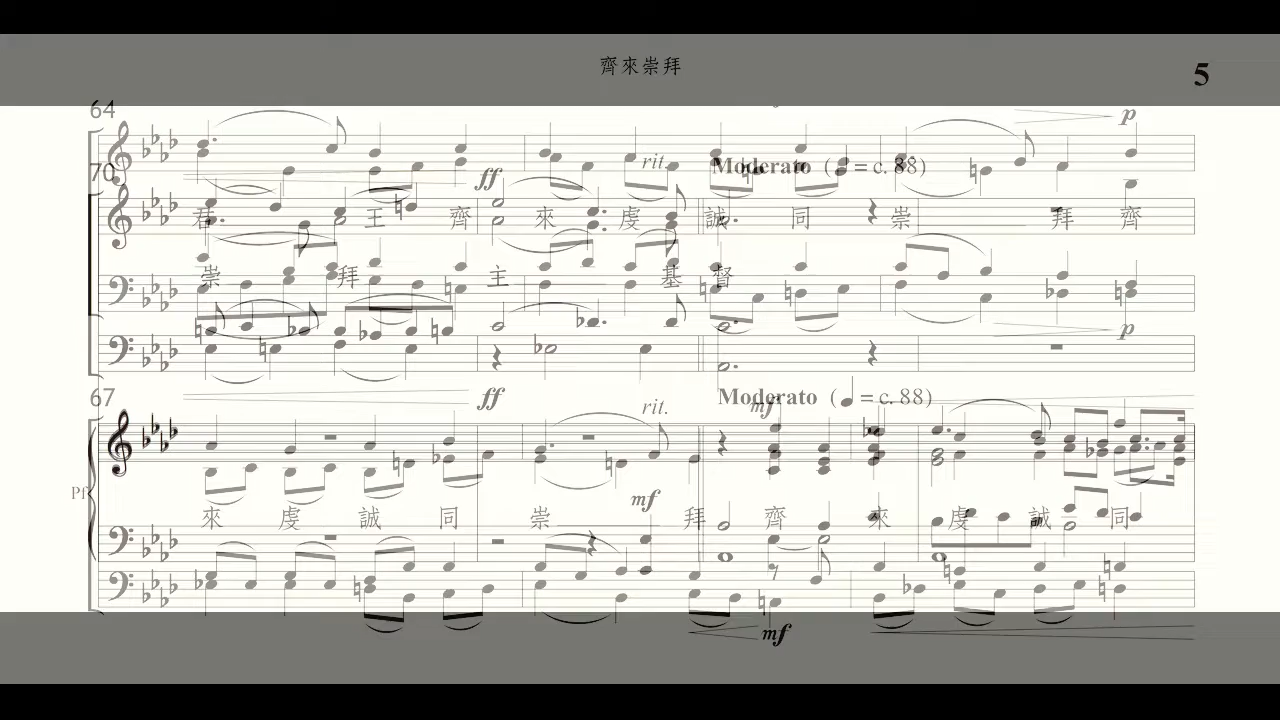 齊來崇拜
5
64
p
70
rit.
Moderato (♩= c. 88)
ff
君 王 齊 來 虔 誠 同 崇 拜 齊
崇 拜 主 基 督
p
67
ff
rit.
Moderato (♩= c. 88)
mf
Pf
mf
來 虔 誠 同 崇 拜 齊 來 虔 誠 同
mf